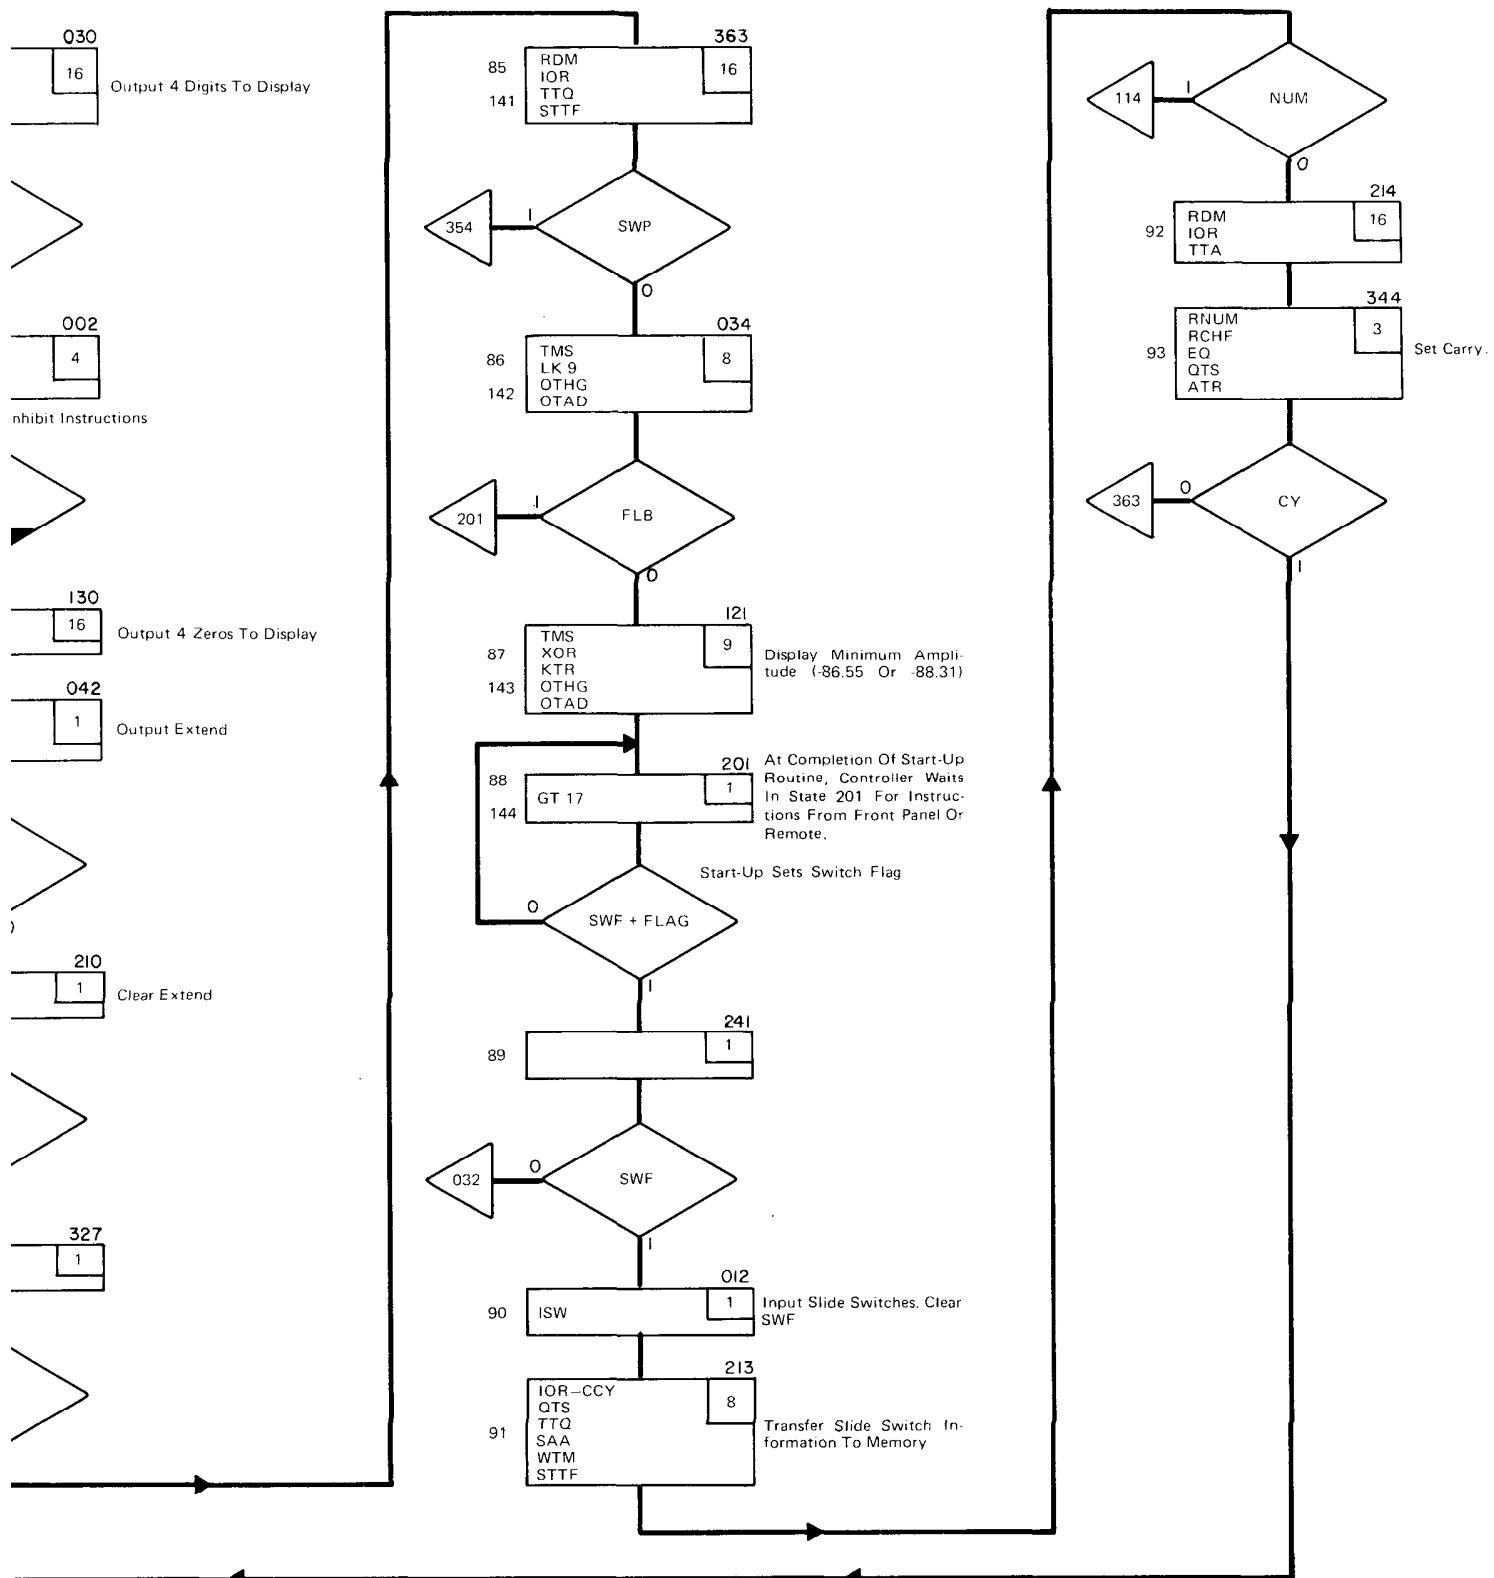 030
16
Output 4 Digits To Display
002
4
nhibit Instructions
130
16
Output 4 Zeros To Display
042
1
Output Extend
210
1
Clear Extend
327
1
363
85
141
RDM
IOR
TTQ
STTF
16
354
1
SWP
0
034
86
142
TMS
LK 9
OTHG
OTAD
8
201
1
FLB
0
121
87
143
TMS
XOR
KTR
OTHG
OTAD
9
Display Minimum Ampli-
tude (-86.55 Or -88.31)
201
88
144
GT 17
1
At Completion Of Start-Up
Routine, Controller Waits
In State 201 For Instruc-
tions From Front Panel Or
Remote.
Start-Up Sets Switch Flag
0
SWF + FLAG
1
241
89
1
032
0
SWF
1
012
90
ISW
1
Input Slide Switches. Clear
SWF
213
91
IOR-CCY
QTS
TTQ
SAA
WTM
STTF
8
Transfer Slide Switch In-
formation To Memory
114
1
NUM
0
214
92
RDM
IOR
TTA
16
344
93
RNUM
RCHF
EQ
QTS
ATR
3
Set Carry.
363
0
CY
1